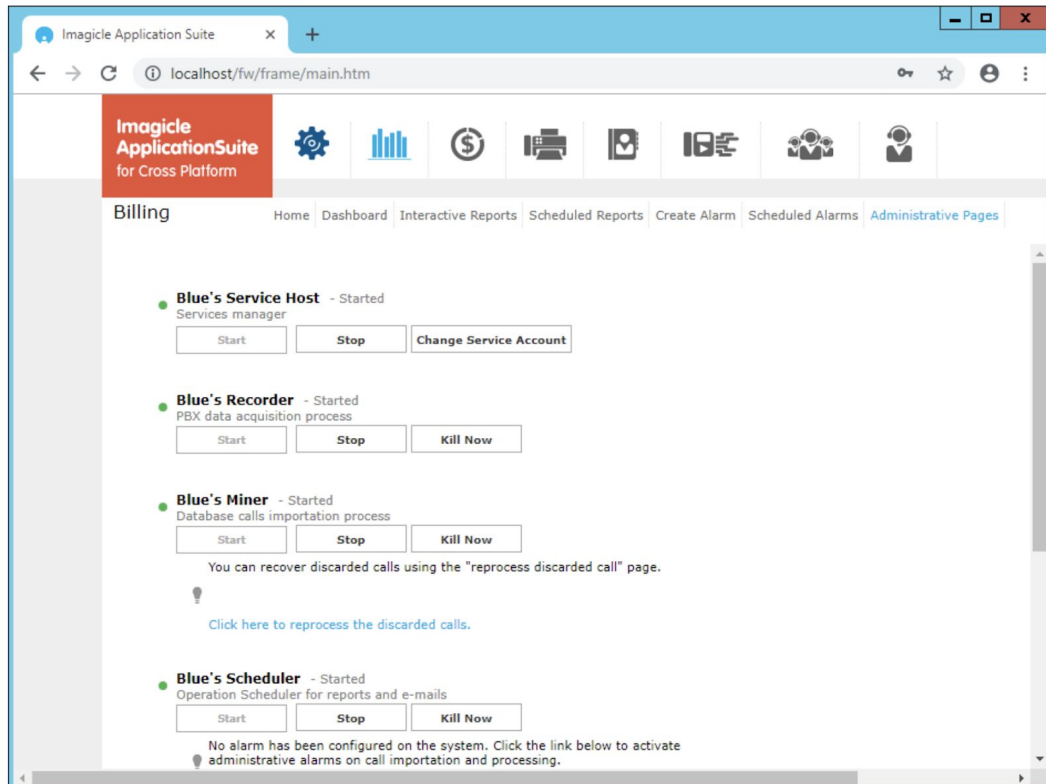 Imagicle Application Suite
localhost/fw/frame/main.htm
Imagicle
ApplicationSuite
for Cross Platform
Billing
Home Dashboard Interactive Reports Scheduled Reports Create Alarm Scheduled Alarms Administrative Pages
Blue's Service Host - Started
Services manager
Start Stop Change Service Account
Blue's Recorder - Started
PBX data acquisition process
Start Stop Kill Now
Blue's Miner - Started
Database calls importation process
Start Stop Kill Now
You can recover discarded calls using the "reprocess discarded call" page.
Click here to reprocess the discarded calls.
Blue's Scheduler - Started
Operation Scheduler for reports and e-mails
Start Stop Kill Now
No alarm has been configured on the system. Click the link below to activate
administrative alarms on call importation and processing.